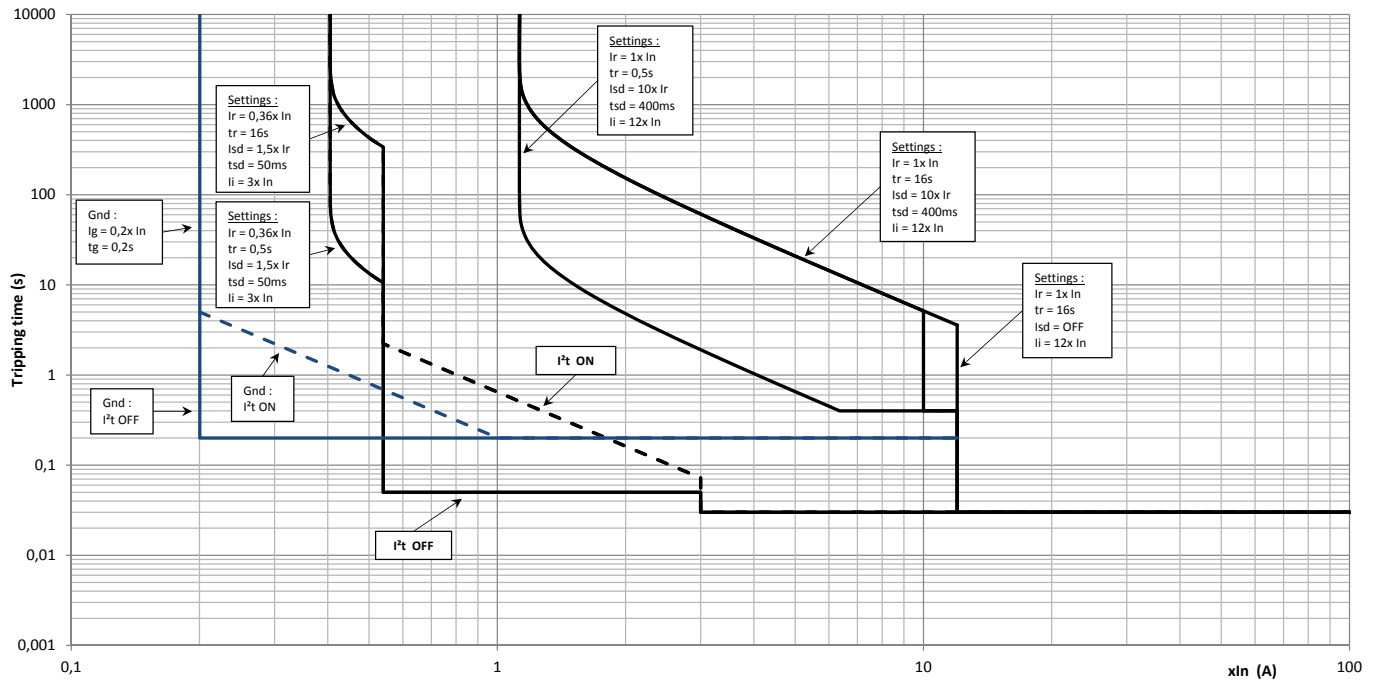 10000
1000
100
10
1
0,1
0,01
0,001
Tripping time (s)
0,1
1
10
100
xIn (A)
Settings :
Ir = 0,36x In
tr = 16s
Isd = 1,5x Ir
tsd = 50ms
Ii = 3x In
Settings :
Ir = 0,36x In
tr = 0,5s
Isd = 1,5x Ir
tsd = 50ms
Ii = 3x In
Gnd :
Ig = 0,2x In
tg = 0,2s
Gnd :
I²t OFF
Gnd :
I²t ON
Settings :
Ir = 1x In
tr = 0,5s
Isd = 10x Ir
tsd = 400ms
Ii = 12x In
Settings :
Ir = 1x In
tr = 16s
Isd = 10x Ir
tsd = 400ms
Ii = 12x In
Settings :
Ir = 1x In
tr = 16s
Isd = OFF
Ii = 12x In
I²t ON
I²t OFF